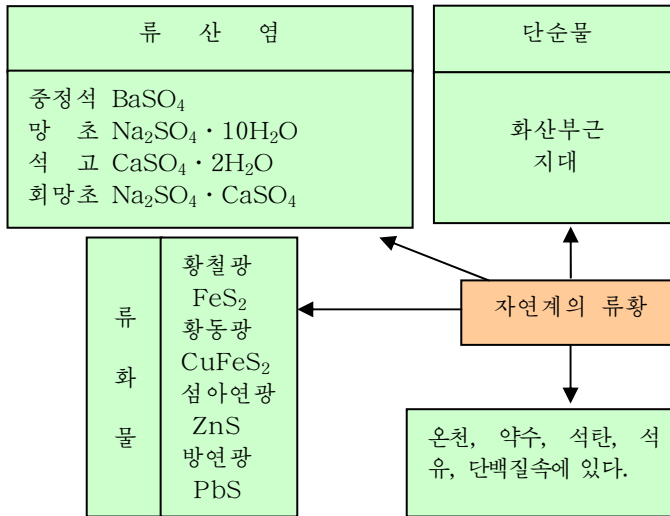 류 산 염
중정석 BaSO₄
망 초 Na₂SO₄・10H₂O
석 고 CaSO₄・2H₂O
회망초 Na₂SO₄・CaSO₄
단순물
화산부근
지대
류
화
물
황철광
FeS₂
황동광
CuFeS₂
섬아연광
ZnS
방연광
PbS
자연계의 류황
온천, 약수, 석탄, 석
유, 단백질속에 있다.